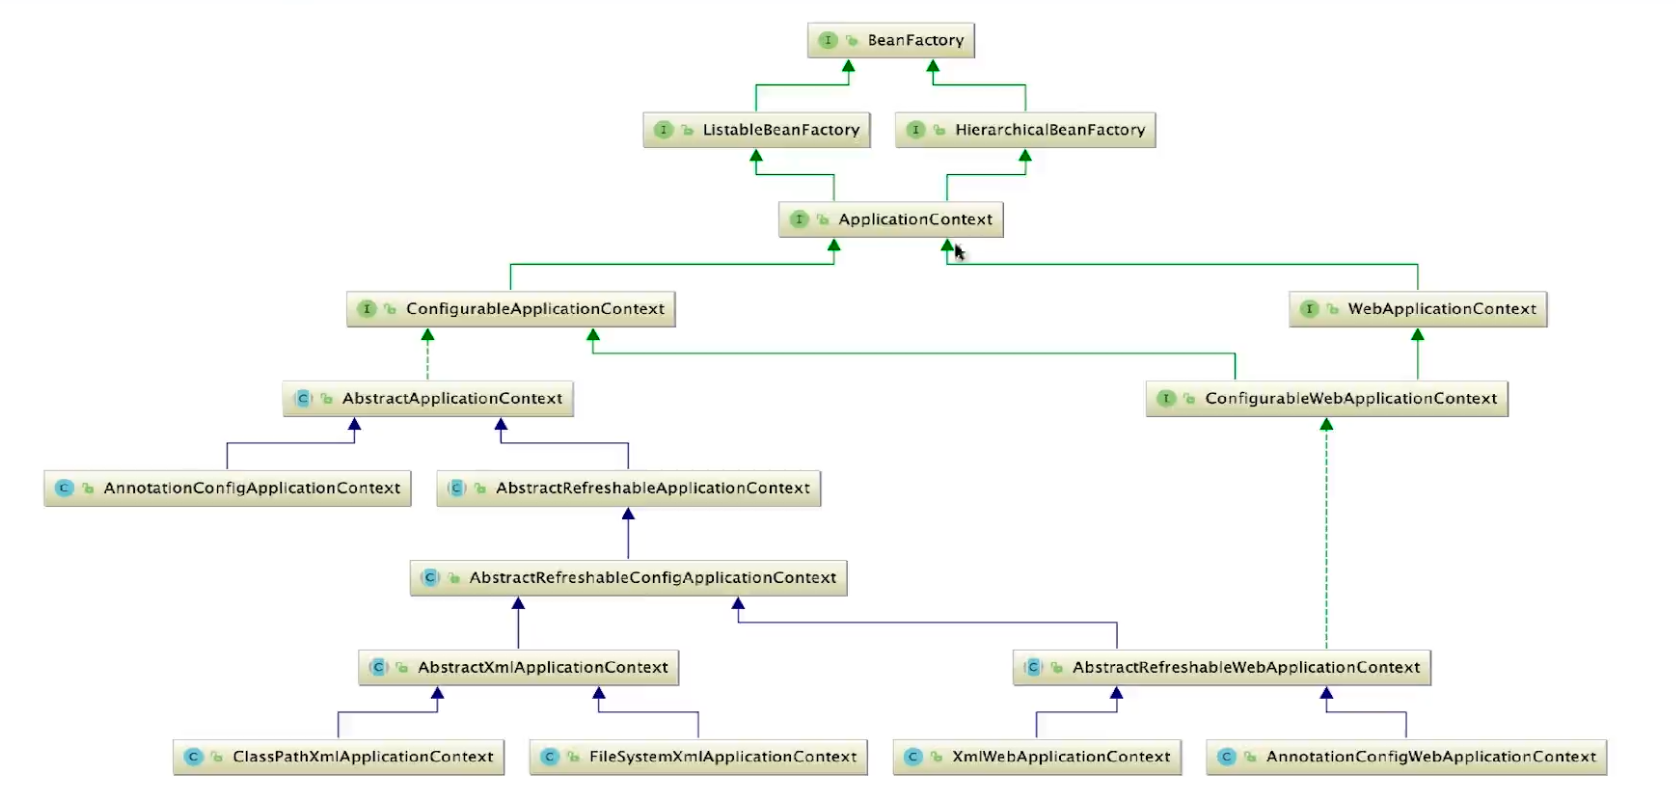 BeanFactory
ListableBeanFactory
HierarchicalBeanFactory
ApplicationContext
ConfigurableApplicationContext
WebApplicationContext
AbstractApplicationContext
ConfigurableWebApplicationContext
AnnotationConfigApplicationContext
AbstractRefreshableApplicationContext
AbstractRefreshableConfigApplicationContext
AbstractXmlApplicationContext
AbstractRefreshableWebApplicationContext
ClassPathXmlApplicationContext
FileSystemXmlApplicationContext
XmlWebApplicationContext
AnnotationConfigWebApplicationContext